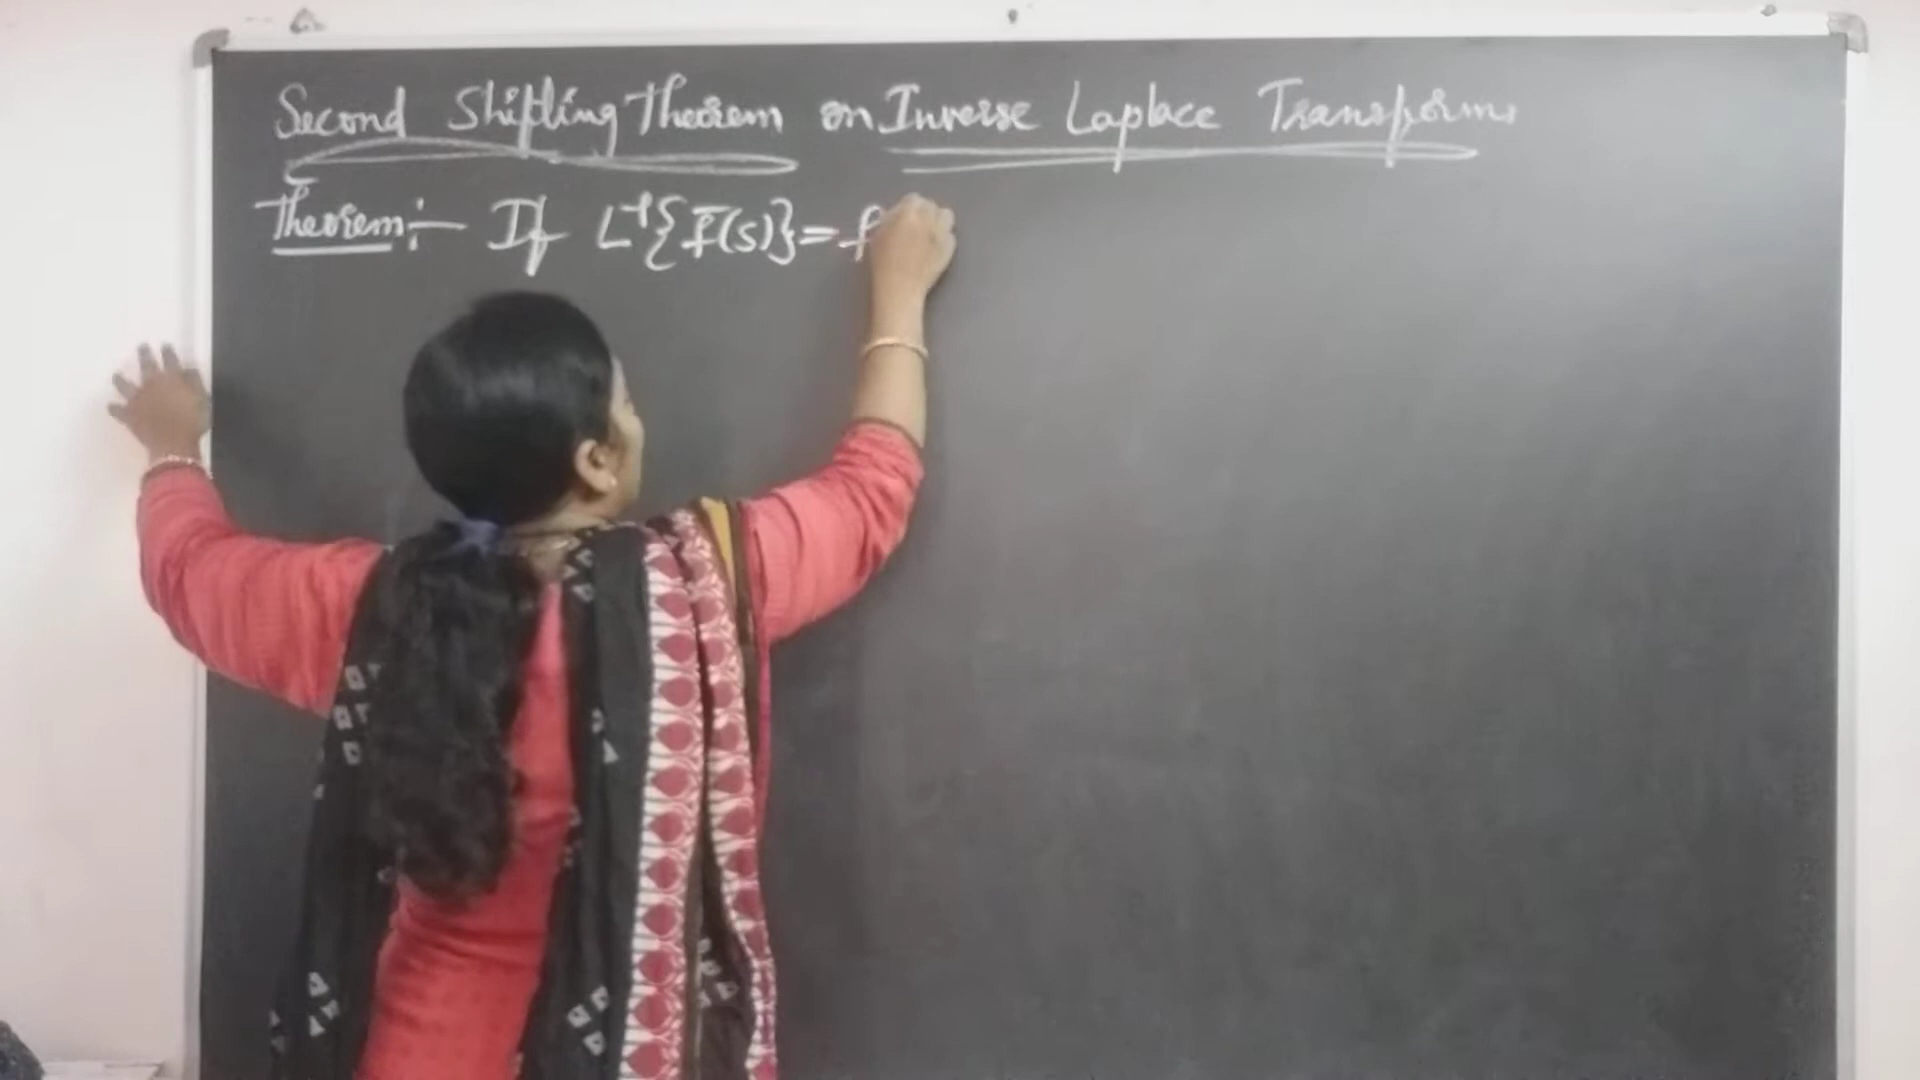 Second Shifting Theorem on Inverse Laplace Transforms
Theorem:- If L⁻¹{f̄(s)} = f